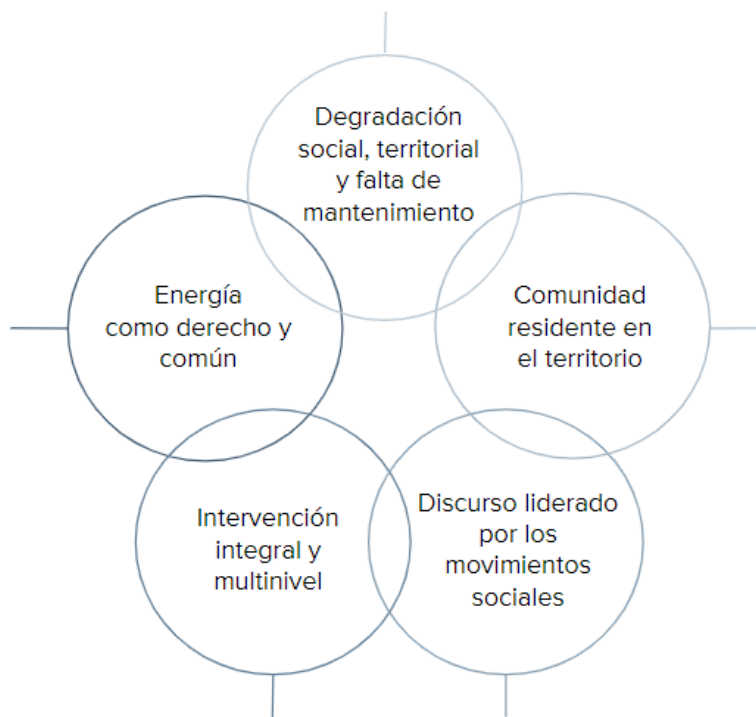 Degradación
social, territorial
y falta de
mantenimiento
Energía
como derecho y
común
Comunidad
residente en
el territorio
Intervención
integral y
multinivel
Discurso liderado
por los
movimientos
sociales